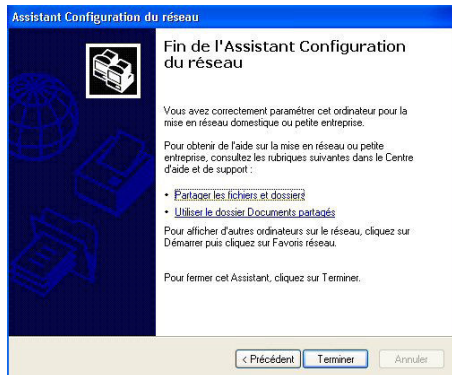 Assistant Configuration du réseau
Fin de l'Assistant Configuration
du réseau
Vous avez correctement paramétré cet ordinateur pour la
mise en réseau domestique ou petite entreprise.
Pour obtenir de l'aide sur la mise en réseau ou petite
entreprise, consultez les rubriques suivantes dans le Centre
d'aide et de support :
• Partager les fichiers et dossiers
• Utiliser le dossier Documents partagés
Pour afficher d'autres ordinateurs sur le réseau, cliquez sur
Démarrer puis cliquez sur Favoris réseau.
Pour fermer cet Assistant, cliquez sur Terminer.
< Précédent
Terminer
Annuler